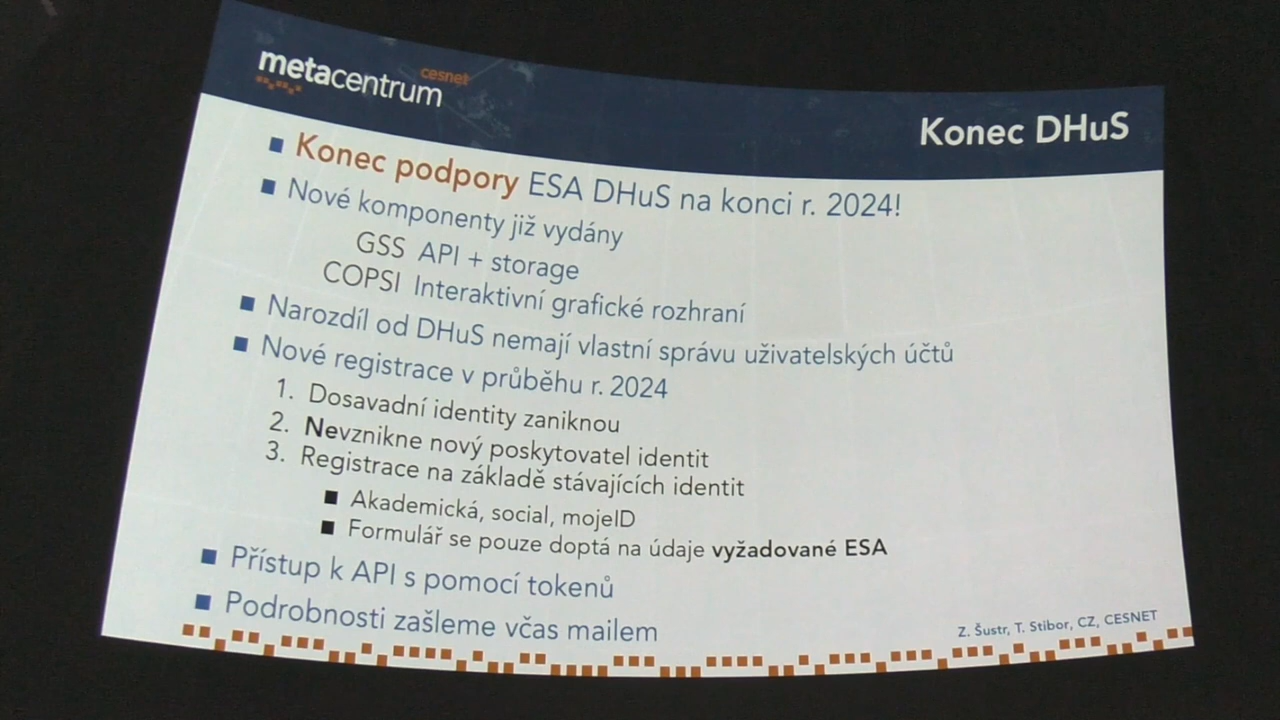 metacentrum
cesnet
Konec DHuS
Konec podpory ESA DHuS na konci r. 2024!
Nové komponenty již vydány
GSS API + storage
COPSI Interaktivní grafické rozhraní
Narozdíl od DHuS nemají vlastní správu uživatelských účtů
Nové registrace v průběhu r. 2024
1. Dosavadní identity zaniknou
2. Nevznikne nový poskytovatel identit
3. Registrace na základě stávajících identit
Akademická, social, mojeID
Formulář se pouze doptá na údaje vyžadované ESA
Přístup k API s pomocí tokenů
Podrobnosti zašleme včas mailem
Z. Šustr, T. Stibor, CZ, CESNET